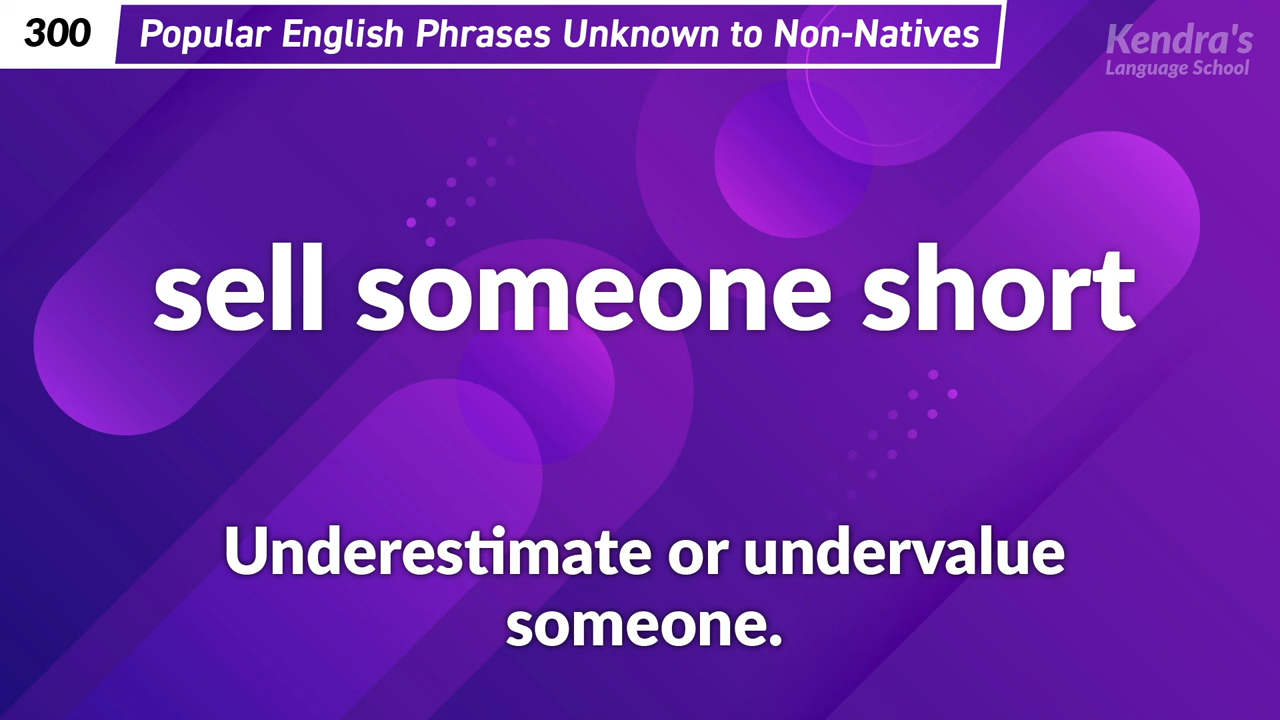 300 Popular English Phrases Unknown to Non-Natives
Kendra's
Language School
sell someone short
Underestimate or undervalue
someone.